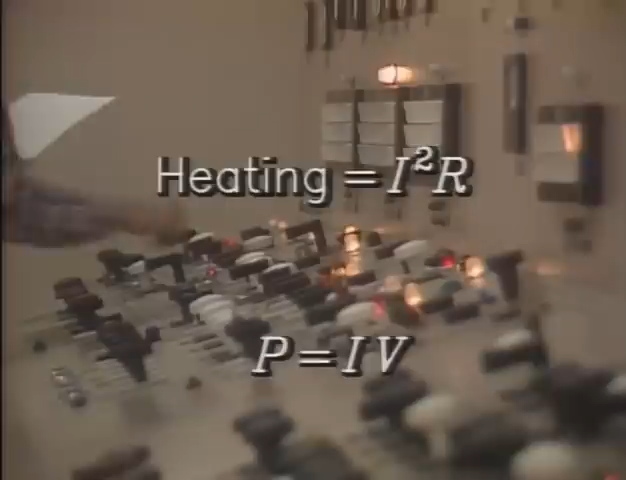 Heating = I²R
P = IV